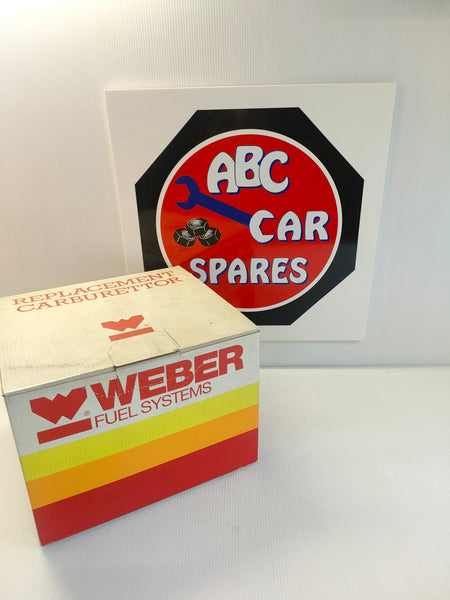 ABC
CAR
SPARES
REPLACEMENT
CARBURETTOR
WEBER
®
FUEL SYSTEMS